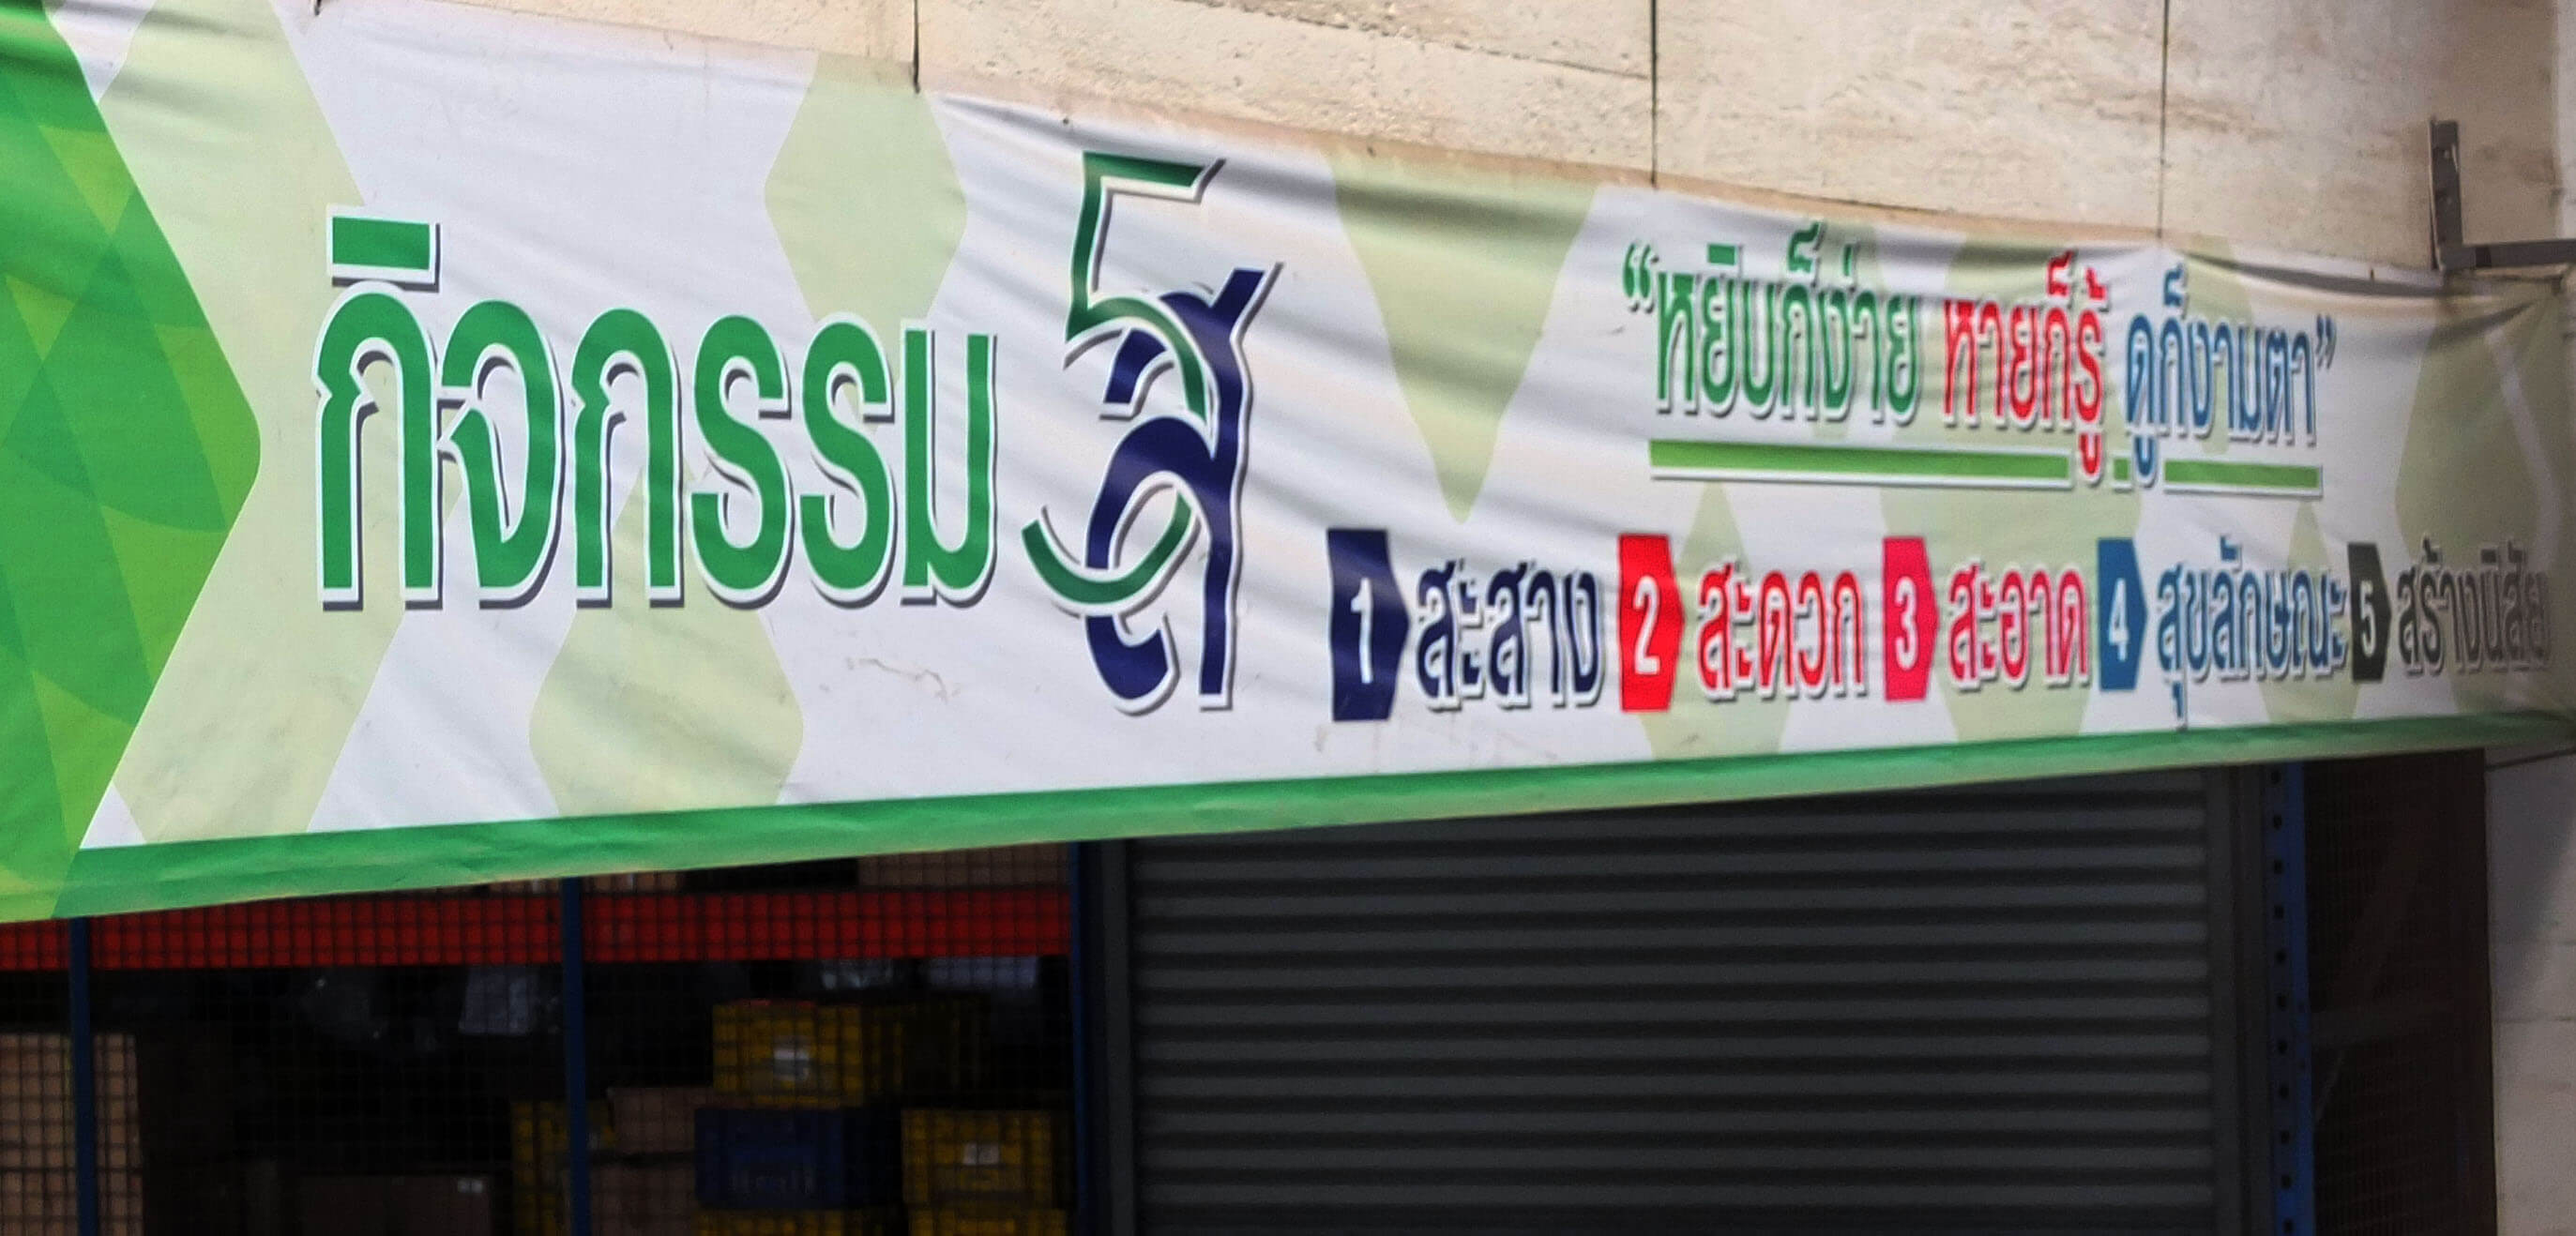 กิจกรรม 5ส
“หยิบก็ง่าย หายก็รู้ ดูก็งามตา”
1 สะสาง 2 สะดวก 3 สะอาด 4 สุขลักษณะ 5 สร้างนิสัย